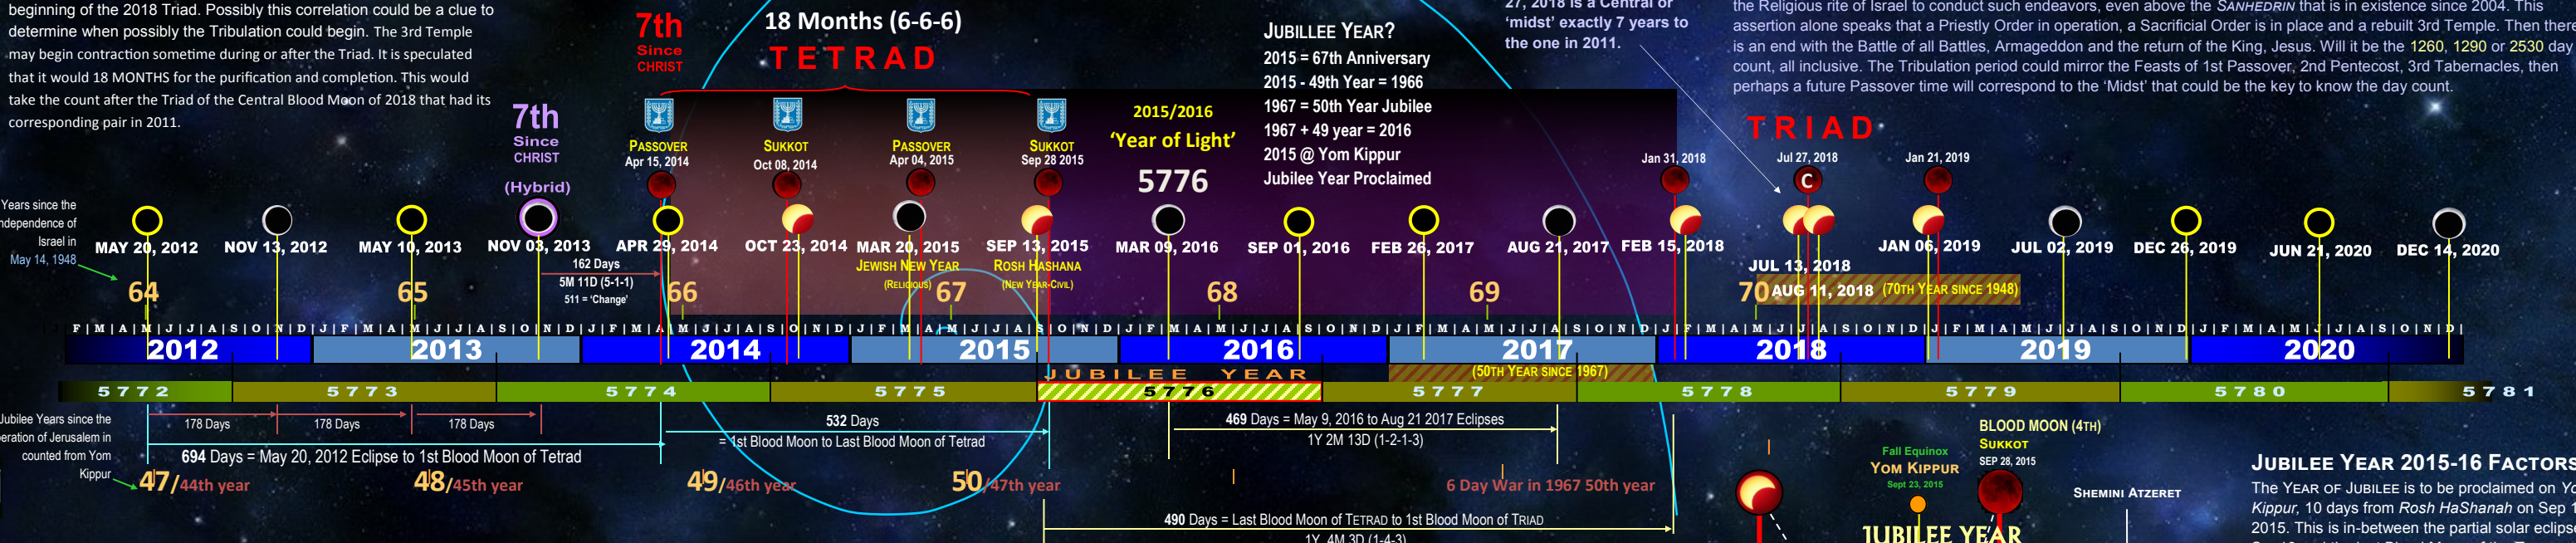 beginning of the 2018 Triad. Possibly this correlation could be a clue to
determine when possibly the Tribulation could begin. The 3rd Temple
may begin contraction sometime during or after the Triad. It is speculated
that it would 18 MONTHS for the purification and completion. This would
take the count after the Triad of the Central Blood Moon of 2018 that had its
corresponding pair in 2011.
7th
Since
CHRIST
(Hybrid)
7th
Since
CHRIST
18 Months (6-6-6)
TETRAD
PASSOVER
Apr 15, 2014
SUKKOT
Oct 08, 2014
PASSOVER
Apr 04, 2015
SUKKOT
Sep 28 2015
2015/2016
'Year of Light'
5776
JUBILLEE YEAR?
2015 = 67th Anniversary
2015 - 49th Year = 1966
1967 = 50th Year Jubilee
1967 + 49 year = 2016
2015 @ Yom Kippur
Jubilee Year Proclaimed
27, 2018 is a Central or
'midst' exactly 7 years to
the one in 2011.
the Religious rite of Israel to conduct such endeavors, even above the SANHEDRIN that is in existence since 2004. This
assertion alone speaks that a Priestly Order in operation, a Sacrificial Order is in place and a rebuilt 3rd Temple. Then there
is an end with the Battle of all Battles, Armageddon and the return of the King, Jesus. Will it be the 1260, 1290 or 2530 day
count, all inclusive. The Tribulation period could mirror the Feasts of 1st Passover, 2nd Pentecost, 3rd Tabernacles, then
perhaps a future Passover time will correspond to the 'Midst' that could be the key to know the day count.
TRIAD
Jan 31, 2018
Jul 27, 2018
Jan 21, 2019
C
Years since the
Israel in
May 14, 1948
MAY 20, 2012
NOV 13, 2012
MAY 10, 2013
NOV 03, 2013
APR 29, 2014
OCT 23, 2014
MAR 20, 2015
SEP 13, 2015
MAR 09, 2016
SEP 01, 2016
FEB 26, 2017
AUG 21, 2017
FEB 15, 2018
JUL 13, 2018
AUG 11, 2018
JAN 06, 2019
JUL 02, 2019
DEC 26, 2019
JUN 21, 2020
DEC 14, 2020
162 Days
5M 11D (5-1-1)
511 = 'Change'
JEWISH NEW YEAR
(RELIGIOUS)
ROSH HASHANA
(NEW YEAR-CIVIL)
64
65
66
67
68
69
70
(70TH YEAR SINCE 1948)
F | M | A | M | J | J | A | S | O | N | D | J | F | M | A | M | J | J | A | S | O | N | D | J | F | M | A | M | J | J | A | S | O | N | D | J | F | M | A | M | J | J | A | S | O | N | D | J | F | M | A | M | J | J | A | S | O | N | D | J | F | M | A | M | J | J | A | S | O | N | D | J | F | M | A | M | J | J | A | S | O | N | D | J | F | M | A | M | J | J | A | S | O | N | D | J | F | M | A | M | J | J | A | S | O | N | D |
2012 2013 2014 2015 2016 2017 2018 2019 2020
JUBILEE YEAR
(50TH YEAR SINCE 1967)
5772 5773 5774 5775 5776 5777 5778 5779 5780 5781
Jubilee Years since the
Jerusalem in
counted from Yom
Kippur
178 Days
178 Days
178 Days
694 Days = May 20, 2012 Eclipse to 1st Blood Moon of Tetrad
532 Days
= 1st Blood Moon to Last Blood Moon of Tetrad
469 Days = May 9, 2016 to Aug 21 2017 Eclipses
1Y 2M 13D (1-2-1-3)
47/44th year
48/45th year
49/46th year
50/47th year
6 Day War in 1967 50th year
490 Days = Last Blood Moon of TETRAD to 1st Blood Moon of TRIAD
1Y 4M 3D (1-4-3)
Fall Equinox
YOM KIPPUR
Sept 23, 2015
BLOOD MOON (4TH)
SUKKOT
SEP 28, 2015
JUBILEE YEAR
SHEMINI ATZERET
JUBILEE YEAR 2015-16 FACTORS
The YEAR OF JUBILEE is to be proclaimed on
Kippur, 10 days from Rosh HaShanah on Sep
2015. This is in-between the partial solar